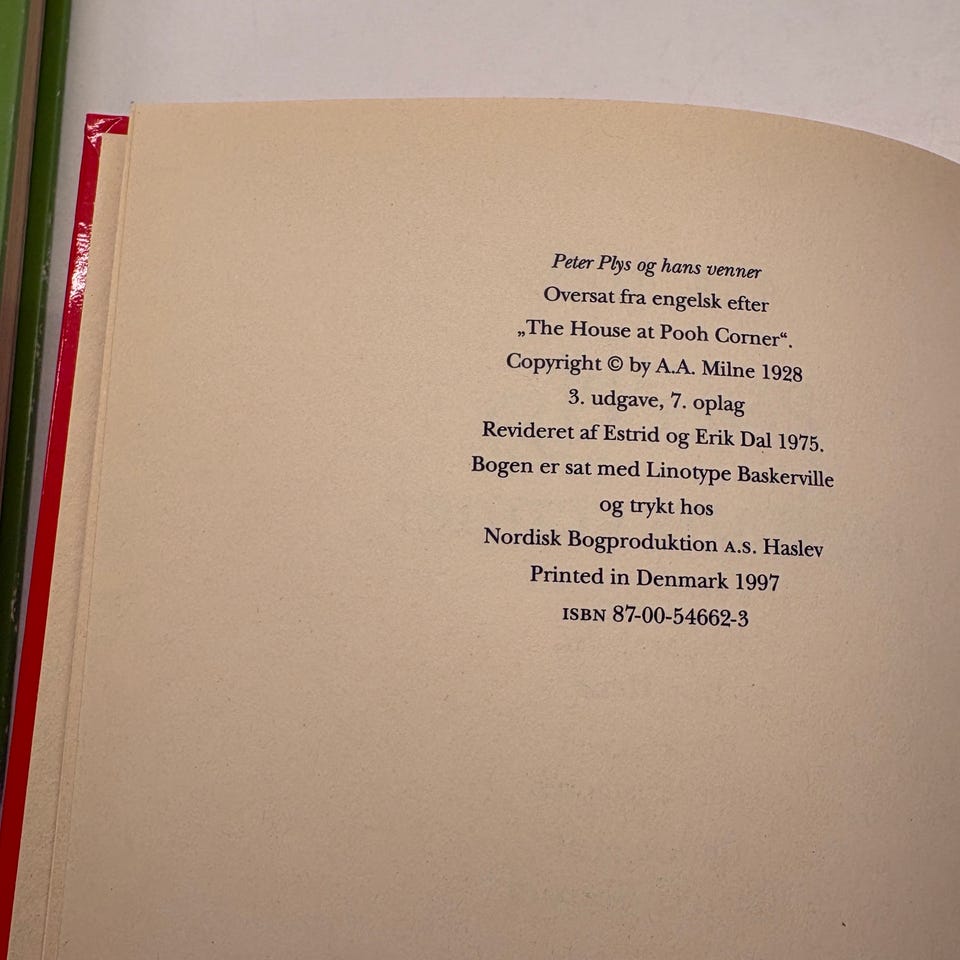 Peter Plys og hans venner
Oversat fra engelsk efter
„The House at Pooh Corner“.
Copyright © by A.A. Milne 1928
3. udgave, 7. oplag
Revideret af Estrid og Erik Dal 1975.
Bogen er sat med Linotype Baskerville
og trykt hos
Nordisk Bogproduktion A.S. Haslev
Printed in Denmark 1997
ISBN 87-00-54662-3